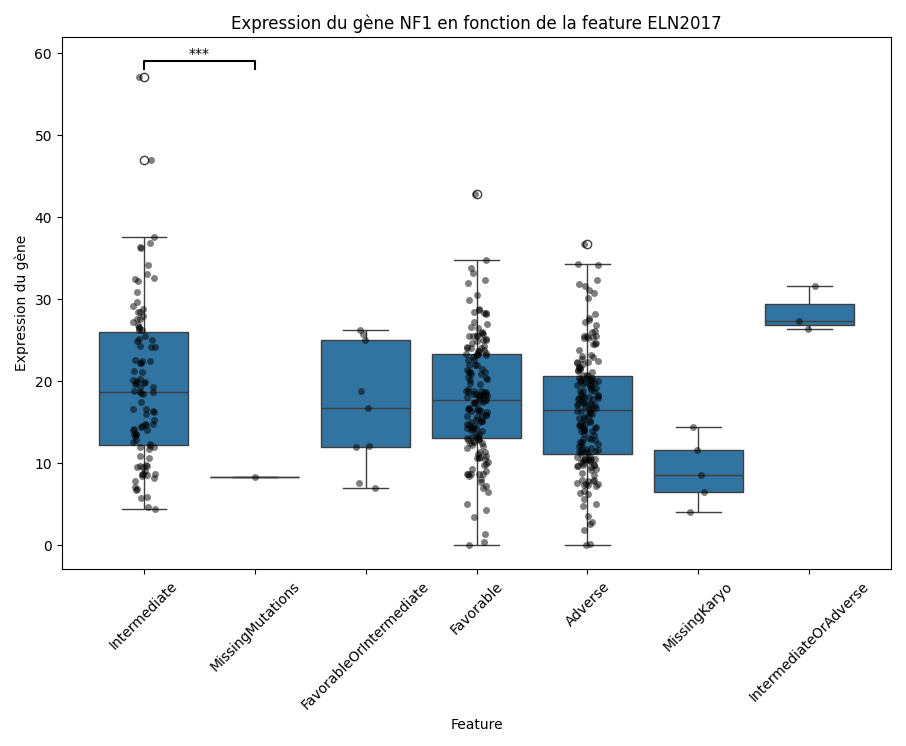 Expression du gène NF1 en fonction de la feature ELN2017
***
60
50
40
30
20
10
0
Expression du gène
Intermediate
MissingMutations
FavorableOrIntermediate
Favorable
Adverse
MissingKaryo
IntermediateOrAdverse
Feature